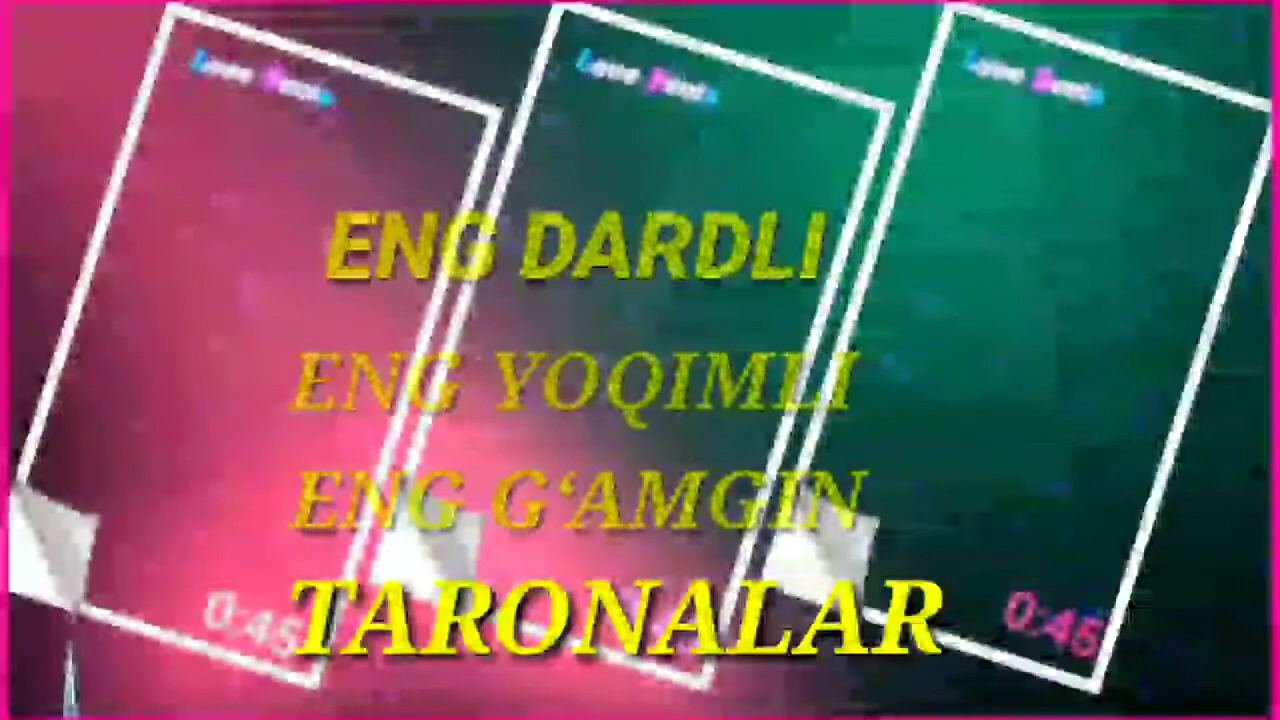 ENG DARDLI
ENG YOQIMLI
ENG G‘AMGIN
TARONALAR
0:45
0:45